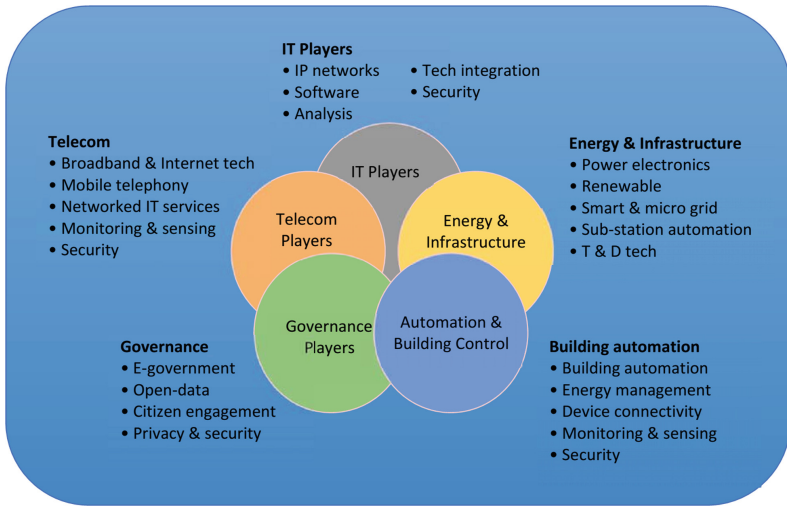 IT Players
• IP networks
• Software
• Analysis
• Tech integration
• Security
Telecom
• Broadband & Internet tech
• Mobile telephony
• Networked IT services
• Monitoring & sensing
• Security
Energy & Infrastructure
• Power electronics
• Renewable
• Smart & micro grid
• Sub-station automation
• T & D tech
IT Players
Telecom
Players
Energy &
Infrastructure
Governance
Players
Automation &
Building Control
Governance
• E-government
• Open-data
• Citizen engagement
• Privacy & security
Building automation
• Building automation
• Energy management
• Device connectivity
• Monitoring & sensing
• Security